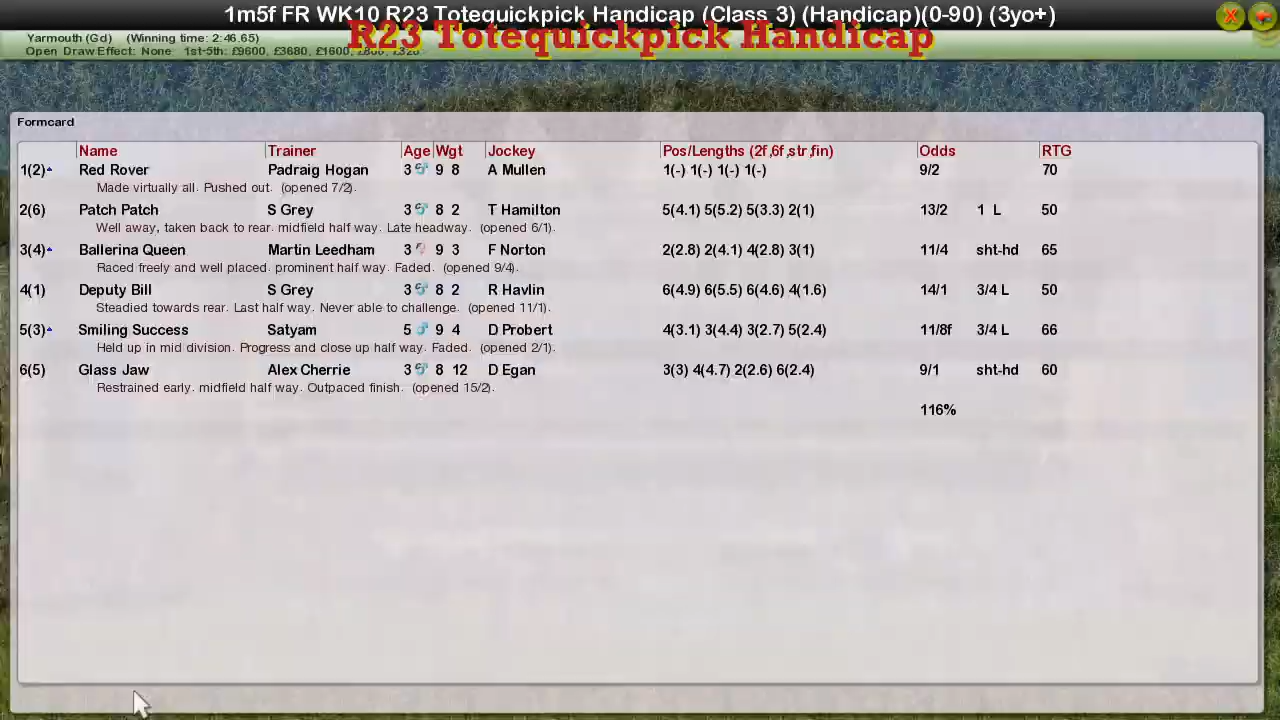 1m5f FR WK10 R23 Totequickpick Handicap (Class 3) (Handicap)(0-90) (3yo+)
R23 Totequickpick Handicap
Yarmouth (Gd) (Winning time: 2:46.65)
Open Draw Effect: None 1st-5th: £9600, £3680, £1600, £800, £320
Formcard
Name Trainer Age Wgt Jockey Pos/Lengths (2f,6f,str,fin) Odds RTG
1(2) Red Rover Padraig Hogan 3 9 8 A Mullen 1(-) 1(-) 1(-) 1(-) 9/2 70
Made virtually all. Pushed out. (opened 7/2).
2(6) Patch Patch S Grey 3 8 2 T Hamilton 5(4.1) 5(5.2) 5(3.3) 2(1) 13/2 1 L 50
Well away, taken back to rear. midfield half way. Late headway. (opened 6/1).
3(4) Ballerina Queen Martin Leedham 3 9 3 F Norton 2(2.8) 2(4.1) 4(2.8) 3(1) 11/4 sht-hd 65
Raced freely and well placed. prominent half way. Faded. (opened 9/4).
4(1) Deputy Bill S Grey 3 8 2 R Havlin 6(4.9) 6(5.5) 6(4.6) 4(1.6) 14/1 3/4 L 50
Steadied towards rear. Last half way. Never able to challenge. (opened 11/1).
5(3) Smiling Success Satyam 5 9 4 D Probert 4(3.1) 3(4.4) 3(2.7) 5(2.4) 11/8f 3/4 L 66
Held up in mid division. Progress and close up half way. Faded. (opened 2/1).
6(5) Glass Jaw Alex Cherrie 3 8 12 D Egan 3(3) 4(4.7) 2(2.6) 6(2.4) 9/1 sht-hd 60
Restrained early. midfield half way. Outpaced finish. (opened 15/2).
116%